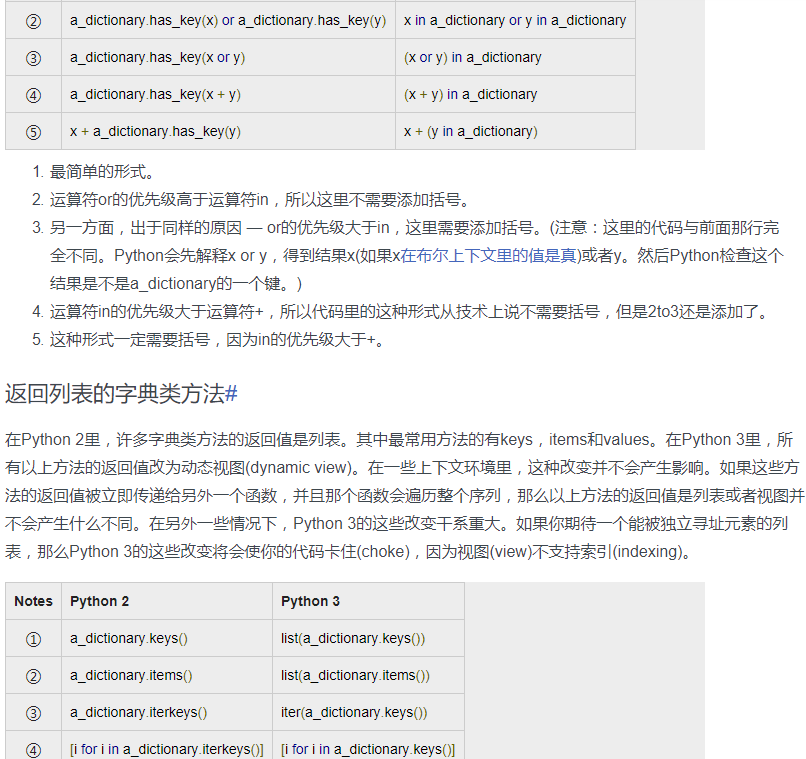 ② a_dictionary.has_key(x) or a_dictionary.has_key(y) x in a_dictionary or y in a_dictionary
③ a_dictionary.has_key(x or y) (x or y) in a_dictionary
④ a_dictionary.has_key(x + y) (x + y) in a_dictionary
⑤ x + a_dictionary.has_key(y) x + (y in a_dictionary)
1. 最简单的形式。
2. 运算符or的优先级高于运算符in，所以这里不需要添加括号。
3. 另一方面，出于同样的原因 — or的优先级大于in，这里需要添加括号。(注意：这里的代码与前面那行完
全不同。Python会先解释x or y，得到结果x(如果x在布尔上下文里的值是真)或者y。然后Python检查这个
结果是不是a_dictionary的一个键。)
4. 运算符in的优先级大于运算符+，所以代码里的这种形式从技术上说不需要括号，但是2to3还是添加了。
5. 这种形式一定需要括号，因为in的优先级大于+。
返回列表的字典类方法#
在Python 2里，许多字典类方法的返回值是列表。其中最常用方法的有keys，items和values。在Python 3里，所
有以上方法的返回值改为动态视图(dynamic view)。在一些上下文环境里，这种改变并不会产生影响。如果这些方
法的返回值被立即传递给另外一个函数，并且那个函数会遍历整个序列，那么以上方法的返回值是列表或者视图并
不会产生什么不同。在另外一些情况下，Python 3的这些改变干系重大。如果你期待一个能被独立寻址元素的列
表，那么Python 3的这些改变将会使你的代码卡住(choke)，因为视图(view)不支持索引(indexing)。
Notes Python 2 Python 3
① a_dictionary.keys() list(a_dictionary.keys())
② a_dictionary.items() list(a_dictionary.items())
③ a_dictionary.iterkeys() iter(a_dictionary.keys())
④ [i for i in a_dictionary.iterkeys()] [i for i in a_dictionary.keys()]